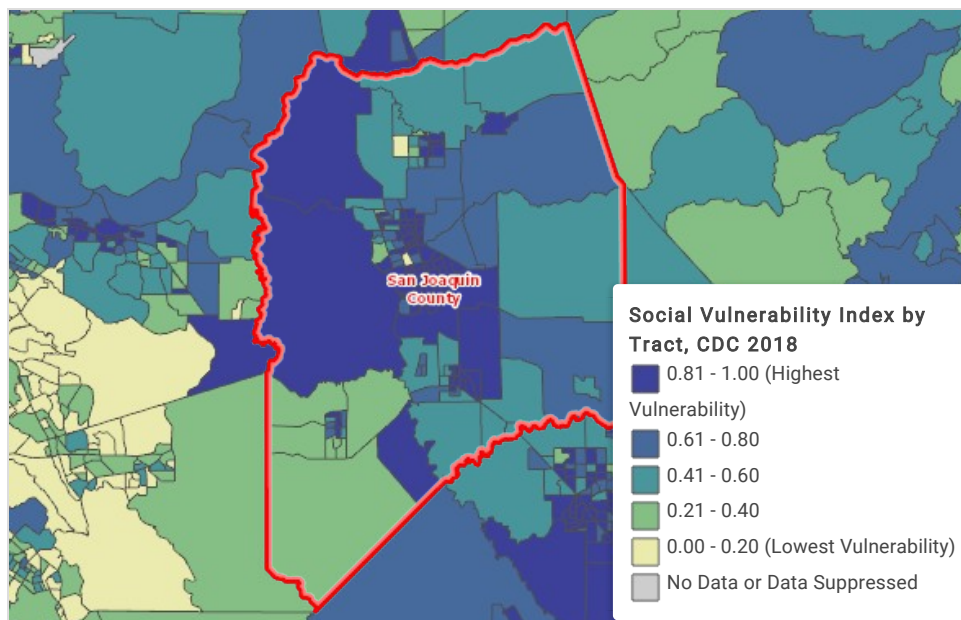 San Joaquin
County
Social Vulnerability Index by
Tract, CDC 2018
0.81 - 1.00 (Highest
Vulnerability)
0.61 - 0.80
0.41 - 0.60
0.21 - 0.40
0.00 - 0.20 (Lowest Vulnerability)
No Data or Data Suppressed